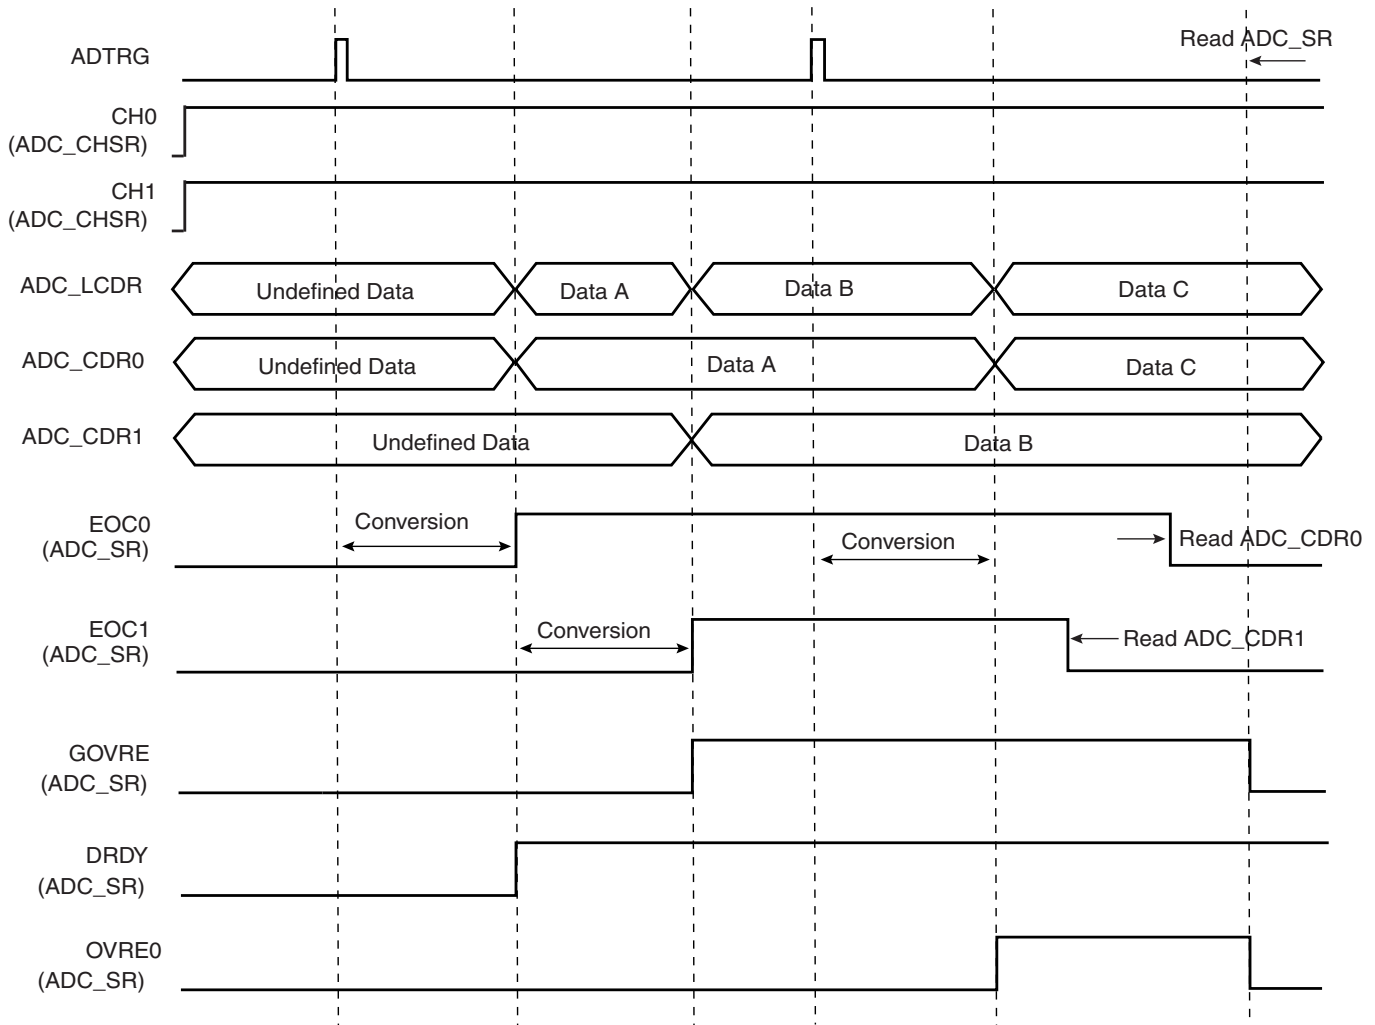 Read ADC_SR
ADTRG
CH0
(ADC_CHSR)
CH1
(ADC_CHSR)
ADC_LCDR
Undefined Data
Data A
Data B
Data C
ADC_CDR0
Undefined Data
Data A
Data C
ADC_CDR1
Undefined Data
Data B
EOC0
(ADC_SR)
Conversion
Conversion
Read ADC_CDR0
EOC1
(ADC_SR)
Conversion
Read ADC_CDR1
GOVRE
(ADC_SR)
DRDY
(ADC_SR)
OVRE0
(ADC_SR)